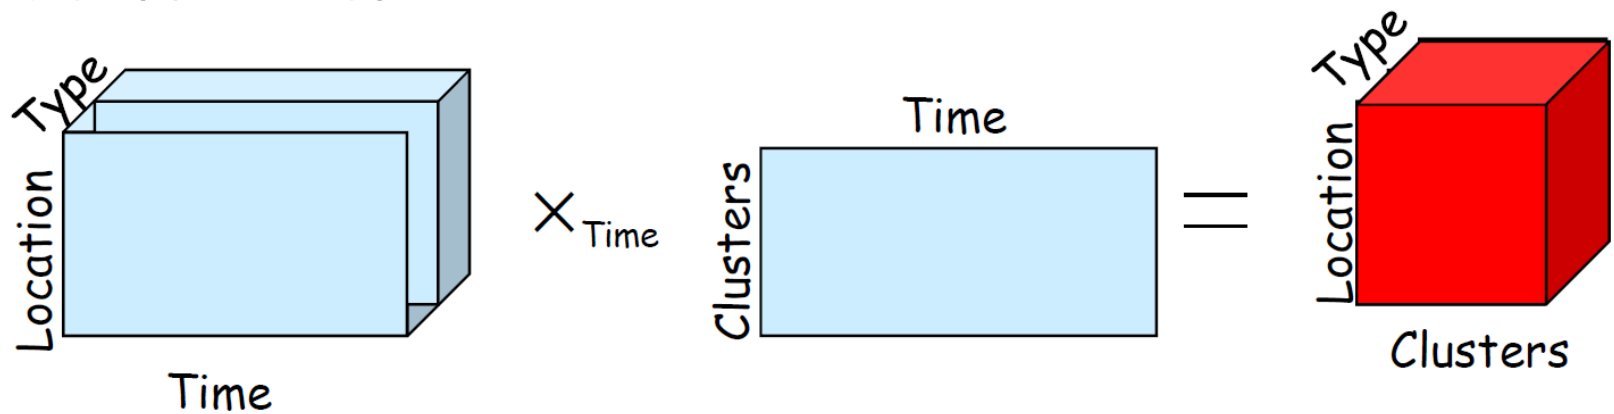 Type
Location
Time
×Time
Time
Clusters
=
Type
Location
Clusters